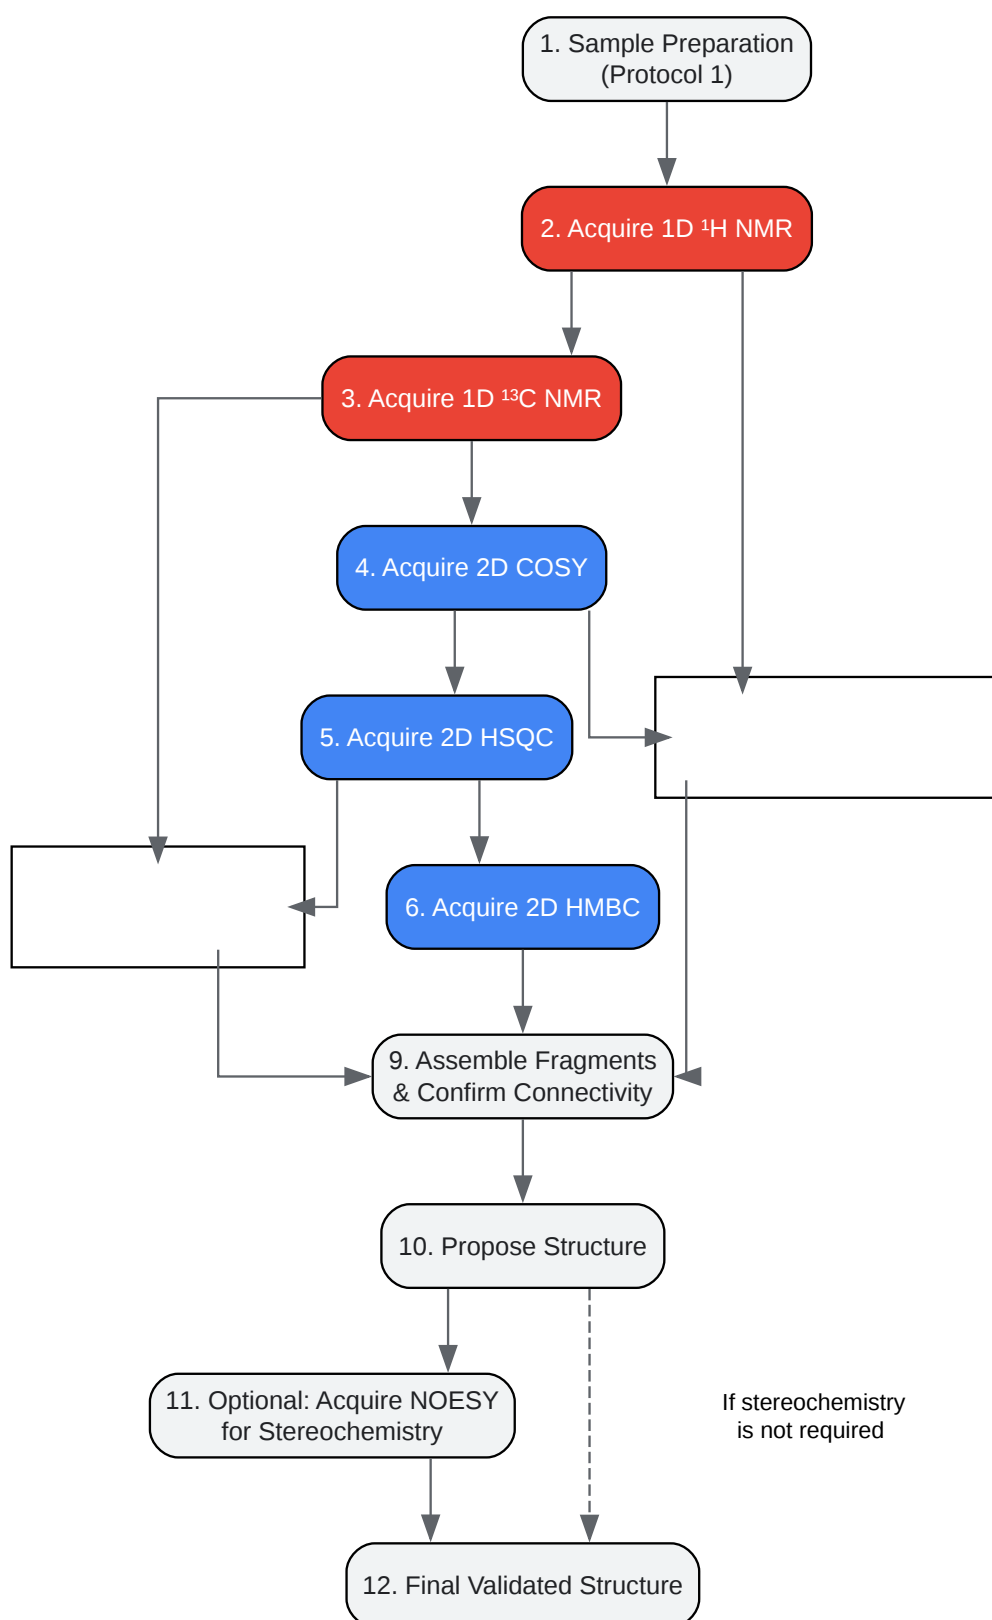 1. Sample Preparation
(Protocol 1)
2. Acquire 1D ¹H NMR
3. Acquire 1D ¹³C NMR
4. Acquire 2D COSY
5. Acquire 2D HSQC
6. Acquire 2D HMBC
9. Assemble Fragments
& Confirm Connectivity
10. Propose Structure
11. Optional: Acquire NOESY
for Stereochemistry
If stereochemistry
is not required
12. Final Validated Structure